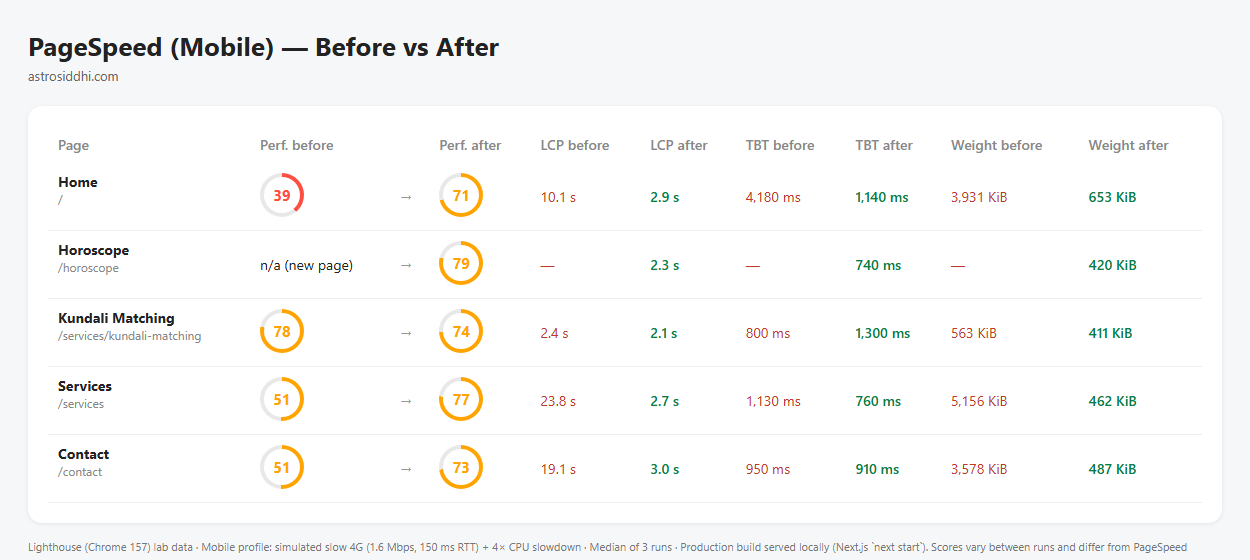 PageSpeed (Mobile) — Before vs After
astrosiddhi.com
Page Perf. before Perf. after LCP before LCP after TBT before TBT after Weight before Weight after
Home
/
39 → 71 10.1 s 2.9 s 4,180 ms 1,140 ms 3,931 KiB 653 KiB
Horoscope
/horoscope
n/a (new page) → 79 — 2.3 s — 740 ms — 420 KiB
Kundali Matching
/services/kundali-matching
78 → 74 2.4 s 2.1 s 800 ms 1,300 ms 563 KiB 411 KiB
Services
/services
51 → 77 23.8 s 2.7 s 1,130 ms 760 ms 5,156 KiB 462 KiB
Contact
/contact
51 → 73 19.1 s 3.0 s 950 ms 910 ms 3,578 KiB 487 KiB
Lighthouse (Chrome 157) lab data · Mobile profile: simulated slow 4G (1.6 Mbps, 150 ms RTT) + 4× CPU slowdown · Median of 3 runs · Production build served locally (Next.js `next start`). Scores vary between runs and differ from PageSpeed